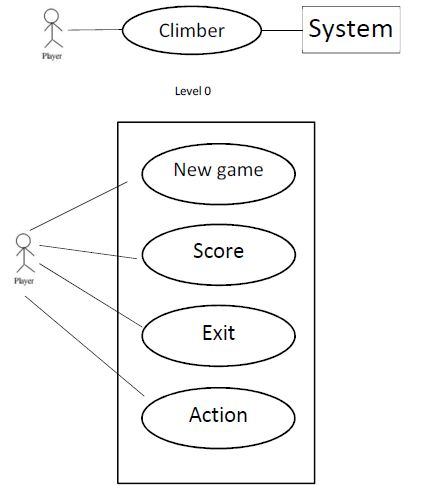 Climber
System
Player
Level 0
New game
Score
Player
Exit
Action